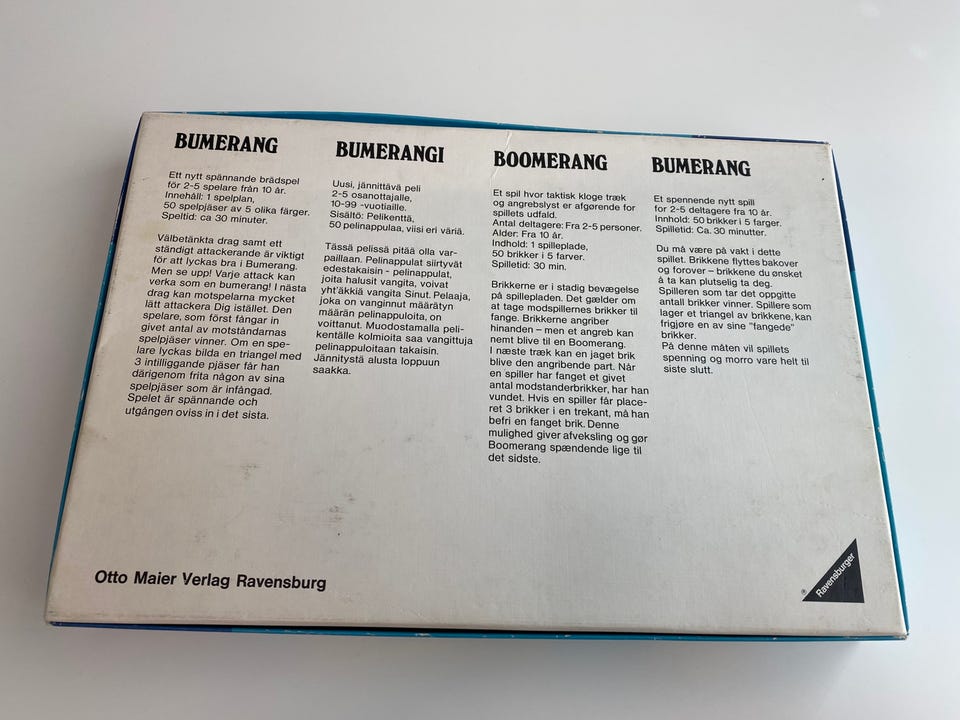 BUMERANG
Ett nytt spännande brädspel
för 2-5 spelare från 10 år.
Innehåll: 1 spelplan,
50 spelpjäser av 5 olika färger.
Speltid: ca 30 minuter.
Välbetänkta drag samt ett
ständigt attackerande är viktigt
för att lyckas bra i Bumerang.
Men se upp! Varje attack kan
verka som en bumerang! I nästa
drag kan motspelarna mycket
lätt attackera Dig istället. Den
spelare, som först fångar in
givet antal av motståndarnas
spelpjäser vinner. Om en spe-
lare lyckas bilda en triangel med
3 intilliggande pjäser får han
därigenom frita någon av sina
spelpjäser som är infångad.
Spelet är spännande och
utgången oviss in i det sista.
BUMERANGI
Uusi, jännittävä peli
2-5 osanottajalle,
10-99 -vuotiaille.
Sisältö: Pelikenttä,
50 pelinappulaa, viisi eri väriä.
Tässä pelissä pitää olla var-
paillaan. Pelinappulat siirtyvät
edestakaisin - pelinappulat,
joita halusit vangita, voivat
yht'äkkiä vangita Sinut. Pelaaja,
joka on vanginnut määrätyn
määrän pelinappuloita, on
voittanut. Muodostamalla peli-
kentälle kolmioita saa vangittuja
pelinappuloitaan takaisin.
Jännitystä alusta loppuun
saakka.
BOOMERANG
Et spil hvor taktisk kloge træk
og angrebslyst er afgørende for
spillets udfald.
Antal deltagere: Fra 2-5 personer.
Alder: Fra 10 år.
Indhold: 1 spilleplade,
50 brikker i 5 farver.
Spilletid: 30 min.
Brikkerne er i stadig bevægelse
på spillepladen. Det gælder om
at tage modspillernes brikker til
fange. Brikkerne angriber
hinanden – men et angreb kan
nemt blive til en Boomerang.
I næste træk kan en jaget brik
blive den angribende part. Når
en spiller har fanget et givet
antal modstanderbrikker, har han
vundet. Hvis en spiller får place-
ret 3 brikker i en trekant, må han
befri en fanget brik. Denne
mulighed giver afveksling og gør
Boomerang spændende lige til
det sidste.
BUMERANG
Et spennende nytt spill
for 2-5 deltagere fra 10 år.
Innhold: 50 brikker i 5 farger.
Spilletid: Ca. 30 minutter.
Du må være på vakt i dette
spillet. Brikkene flyttes bakover
og forover – brikkene du ønsket
å ta kan plutselig ta deg.
Spilleren som tar det oppgitte
antall brikker vinner. Spillere som
lager et triangel av brikkene, kan
frigjøre en av sine "fangede"
brikker.
På denne måten vil spillets
spenning og morro vare helt til
siste slutt.
Otto Maier Verlag Ravensburg
® Ravensburger